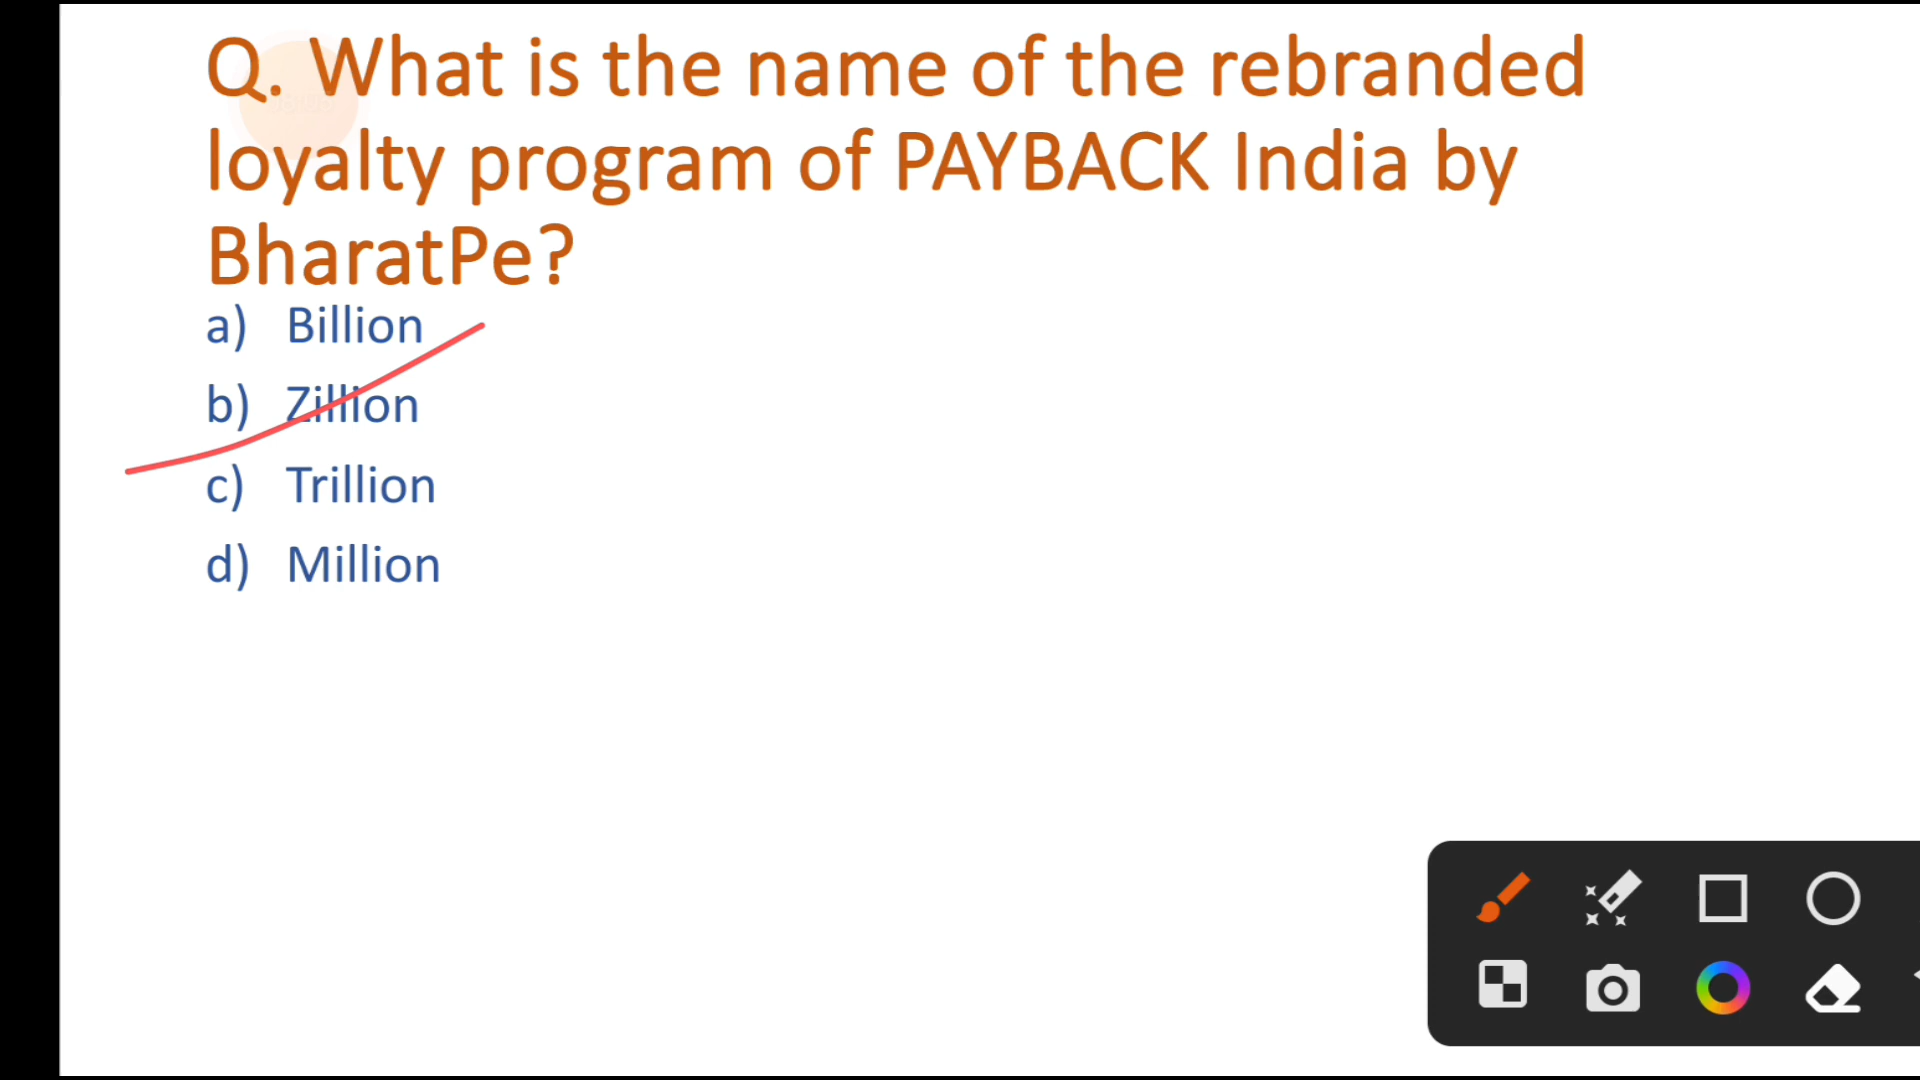 Q. What is the name of the rebranded
loyalty program of PAYBACK India by
BharatPe?
a) Billion
b) Zillion
c) Trillion
d) Million